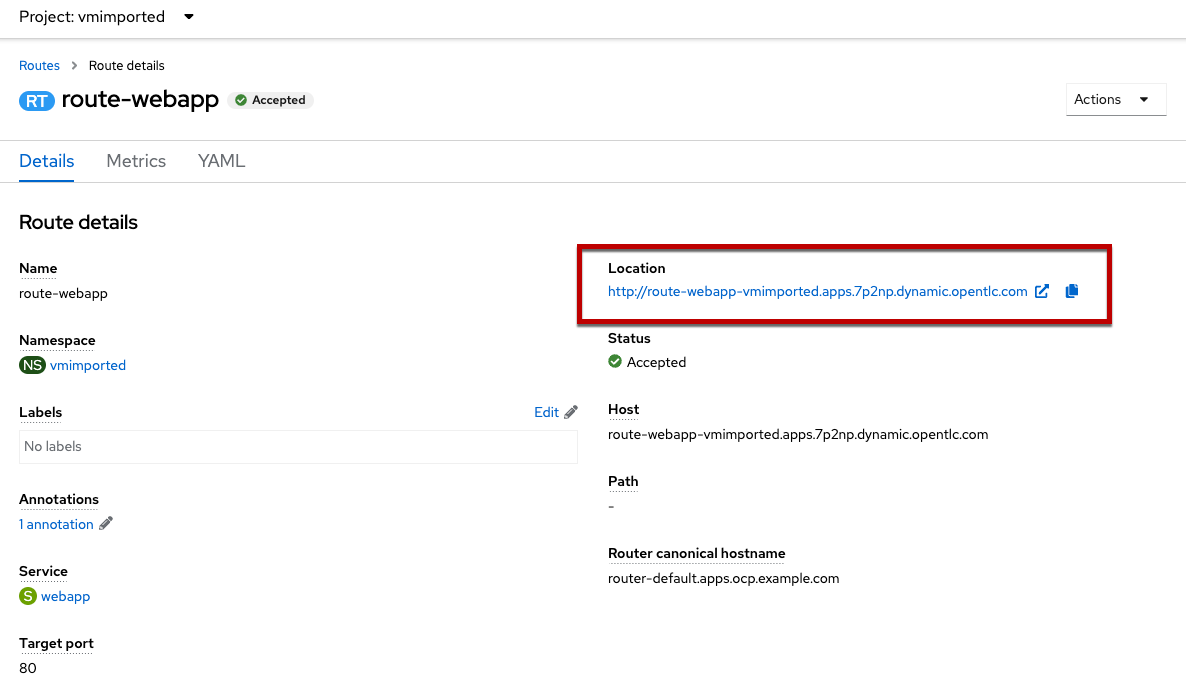 Project: vmimported
Routes > Route details
RT route-webapp Accepted
Actions
Details Metrics YAML
Route details
Name
route-webapp
Namespace
NS vmimported
Labels
Edit
No labels
Annotations
1 annotation
Service
S webapp
Target port
80
Location
http://route-webapp-vmimported.apps.7p2np.dynamic.opentlc.com
Status
Accepted
Host
route-webapp-vmimported.apps.7p2np.dynamic.opentlc.com
Path
-
Router canonical hostname
router-default.apps.ocp.example.com